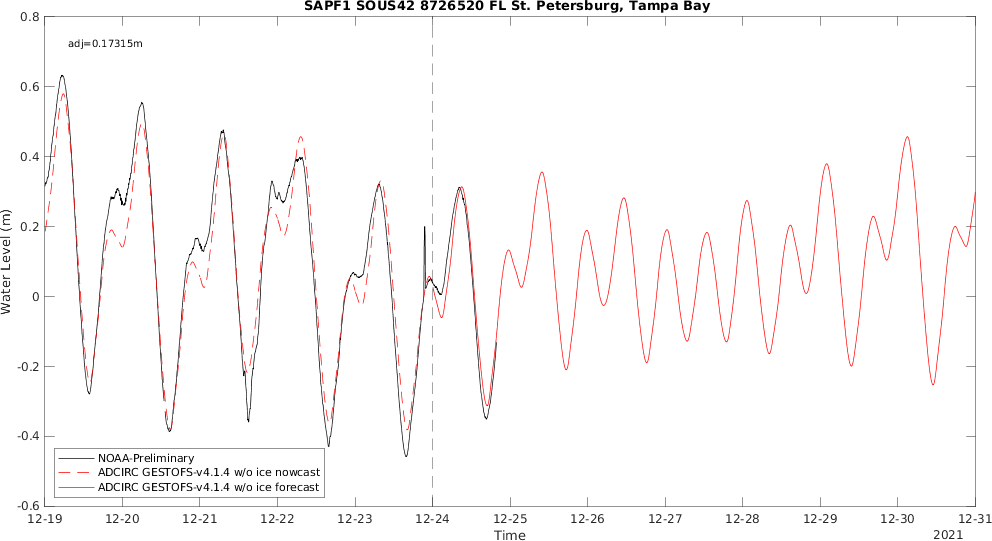 SAPF1 SOUS42 8726520 FL St. Petersburg, Tampa Bay
0.8
adj=0.17315m
0.6
0.4
0.2
0
-0.2
-0.4
-0.6
Water Level (m)
NOAA-Preliminary
ADCIRC GESTOFS-v4.1.4 w/o ice nowcast
ADCIRC GESTOFS-v4.1.4 w/o ice forecast
12-19 12-20 12-21 12-22 12-23 12-24 12-25 12-26 12-27 12-28 12-29 12-30 12-31
Time
2021